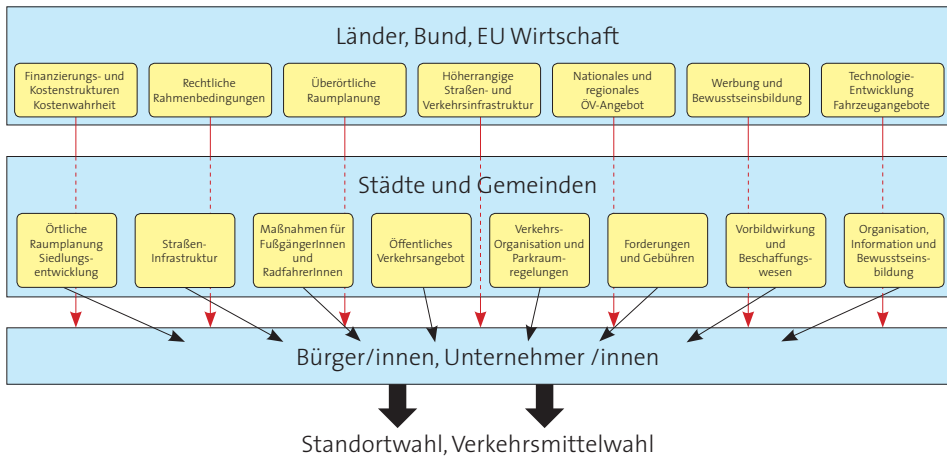 Länder, Bund, EU Wirtschaft
Finanzierungs- und
Kostenstrukturen
Kostenwahrheit
Rechtliche
Rahmenbedingungen
Überörtliche
Raumplanung
Höherrangige
Straßen- und
Verkehrsinfrastruktur
Nationales und
regionales
ÖV-Angebot
Werbung und
Bewusstseinsbildung
Technologie-
Entwicklung
Fahrzeugangebote
Städte und Gemeinden
Örtliche
Raumplanung
Siedlungs-
entwicklung
Straßen-
Infrastruktur
Maßnahmen für
FußgängerInnen
und
RadfahrerInnen
Öffentliches
Verkehrsangebot
Verkehrs-
Organisation und
Parkraum-
regelungen
Forderungen
und Gebühren
Vorbildwirkung
und
Beschaffungs-
wesen
Organisation,
Information und
Bewusstseins-
bildung
Bürger/innen, Unternehmer /innen
Standortwahl, Verkehrsmittelwahl